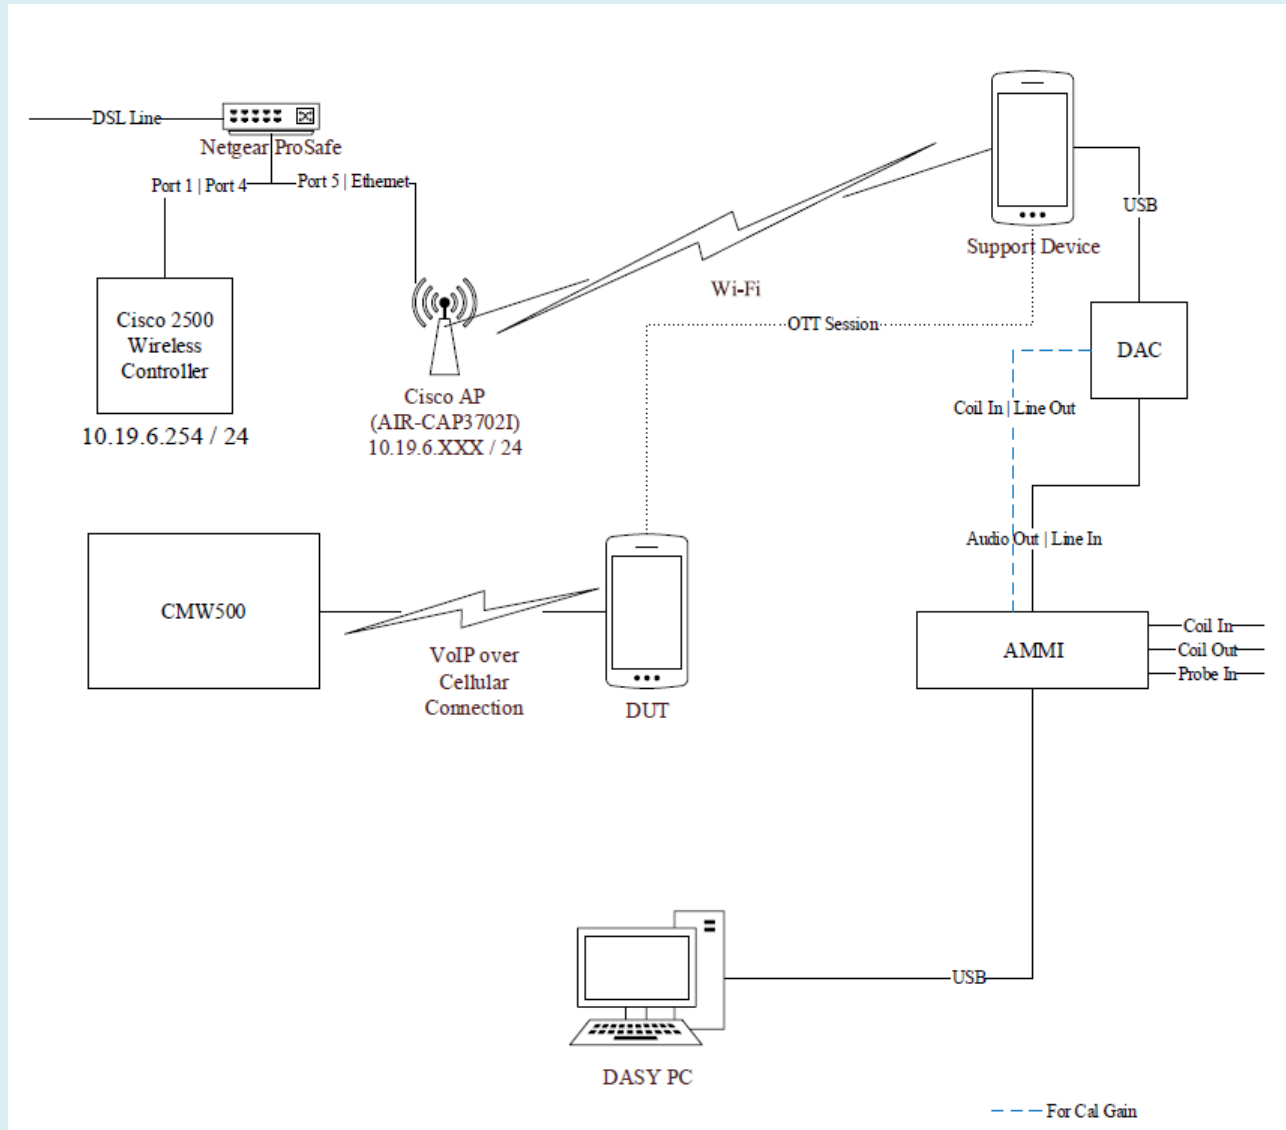 DSL Line
Netgear ProSafe
Port 1 | Port 4
Port 5 | Ethernet
Cisco 2500
Wireless
Controller
10.19.6.254 / 24
Cisco AP
(AIR-CAP3702I)
10.19.6.XXX / 24
Wi-Fi
Support Device
USB
OTT Session
DAC
Coil In | Line Out
Audio Out | Line In
CMW500
VoIP over
Cellular
Connection
DUT
AMMI
Coil In
Coil Out
Probe In
USB
DASY PC
For Cal Gain